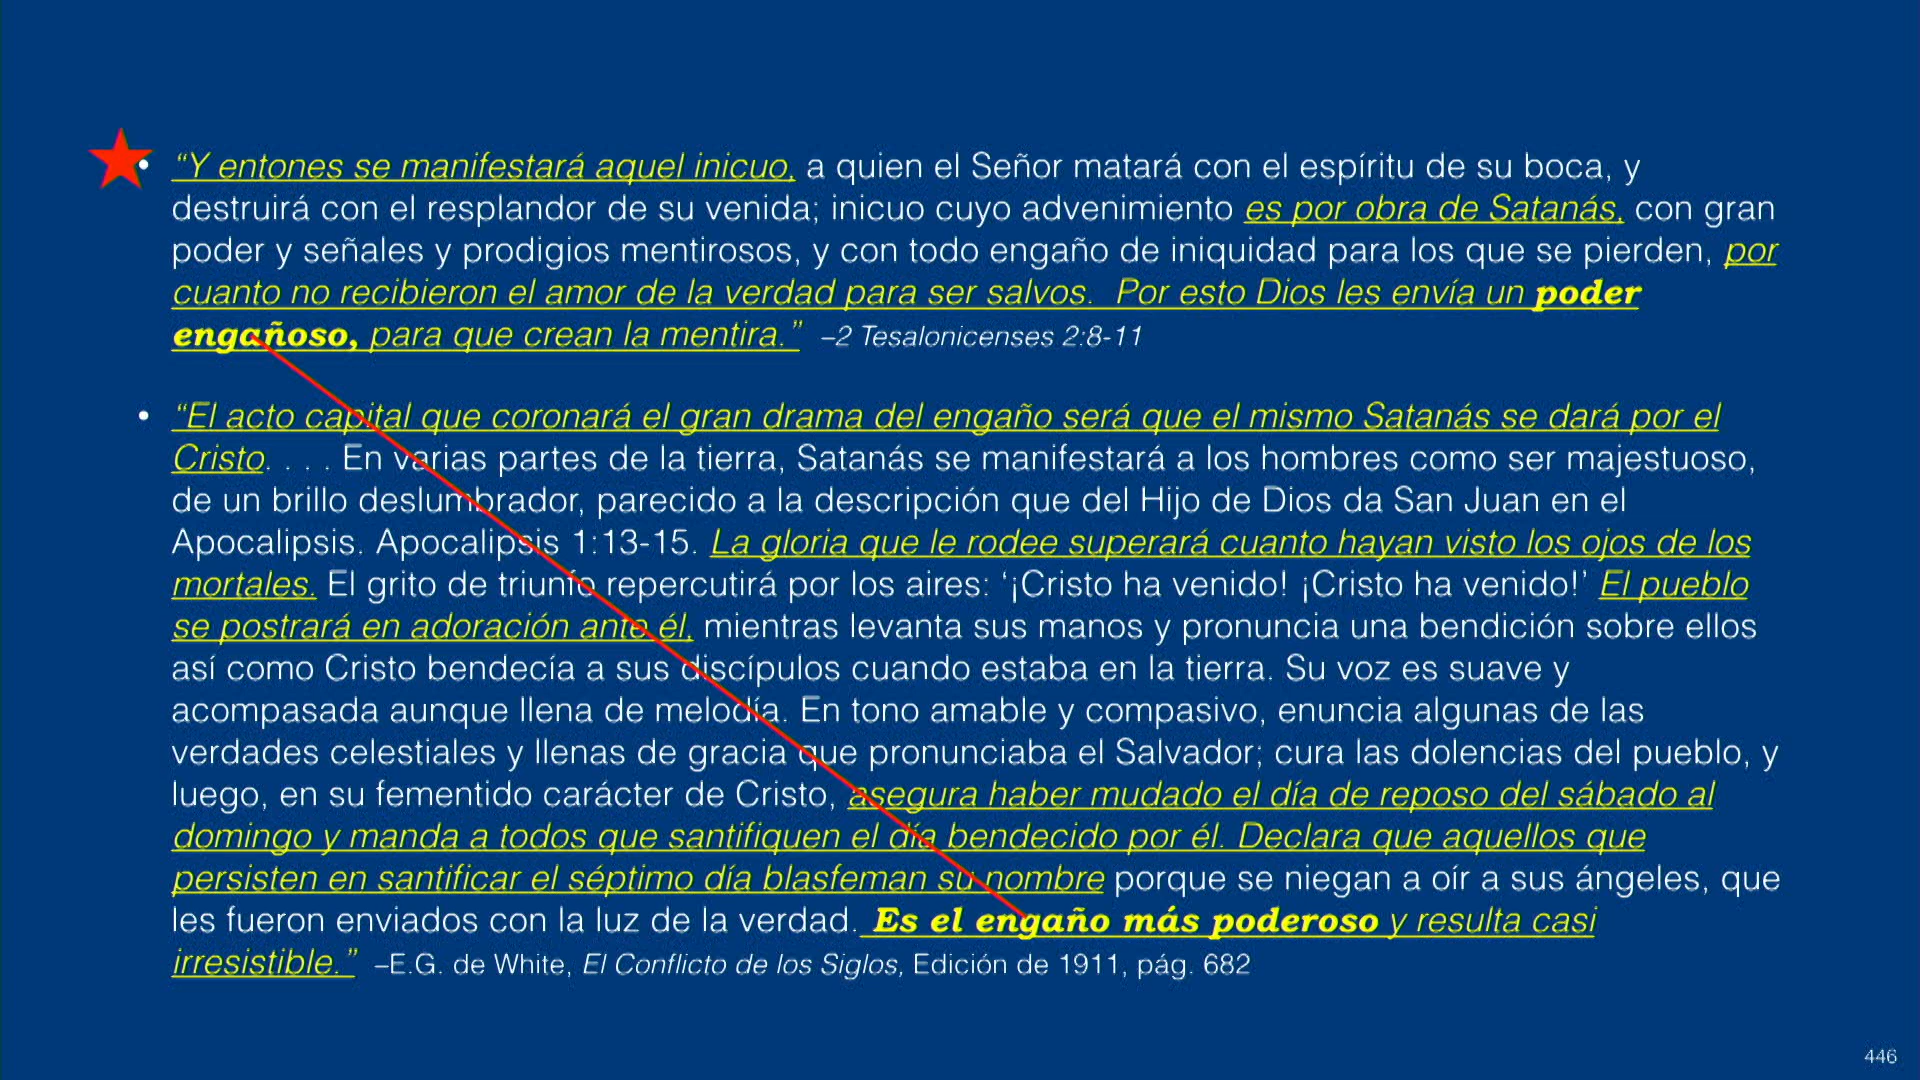 • “Y entones se manifestará aquel inicuo, a quien el Señor matará con el espíritu de su boca, y
destruirá con el resplandor de su venida; inicuo cuyo advenimiento es por obra de Satanás, con gran
poder y señales y prodigios mentirosos, y con todo engaño de iniquidad para los que se pierden, por
cuanto no recibieron el amor de la verdad para ser salvos. Por esto Dios les envía un poder
engañoso, para que crean la mentira.” –2 Tesalonicenses 2:8-11
• “El acto capital que coronará el gran drama del engaño será que el mismo Satanás se dará por el
Cristo. . . . En varias partes de la tierra, Satanás se manifestará a los hombres como ser majestuoso,
de un brillo deslumbrador, parecido a la descripción que del Hijo de Dios da San Juan en el
Apocalipsis. Apocalipsis 1:13-15. La gloria que le rodee superará cuanto hayan visto los ojos de los
mortales. El grito de triunfo repercutirá por los aires: ‘¡Cristo ha venido! ¡Cristo ha venido!’ El pueblo
se postrará en adoración ante él, mientras levanta sus manos y pronuncia una bendición sobre ellos
así como Cristo bendecía a sus discípulos cuando estaba en la tierra. Su voz es suave y
acompasada aunque llena de melodía. En tono amable y compasivo, enuncia algunas de las
verdades celestiales y llenas de gracia que pronunciaba el Salvador; cura las dolencias del pueblo, y
luego, en su fementido carácter de Cristo, asegura haber mudado el día de reposo del sábado al
domingo y manda a todos que santifiquen el día bendecido por él. Declara que aquellos que
persisten en santificar el séptimo día blasfeman su nombre porque se niegan a oír a sus ángeles, que
les fueron enviados con la luz de la verdad. Es el engaño más poderoso y resulta casi
irresistible.” –E.G. de White, El Conflicto de los Siglos, Edición de 1911, pág. 682
446